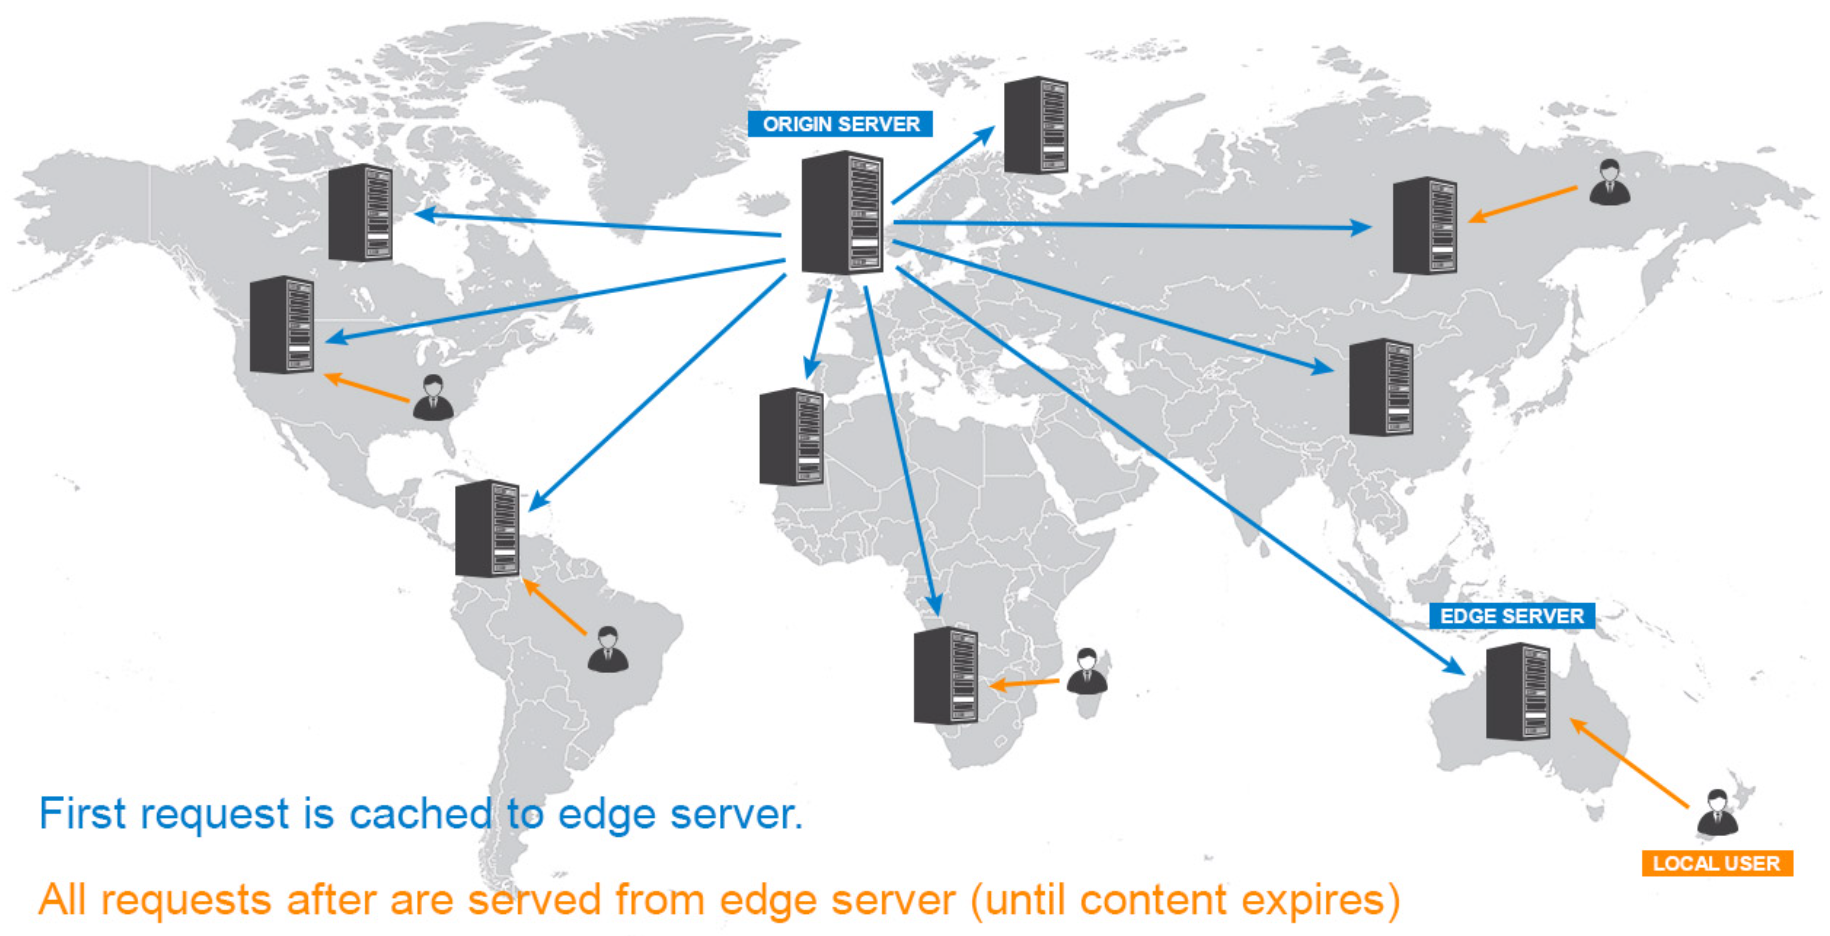 ORIGIN SERVER
EDGE SERVER
First request is cached to edge server.
LOCAL USER
All requests after are served from edge server (until content expires)